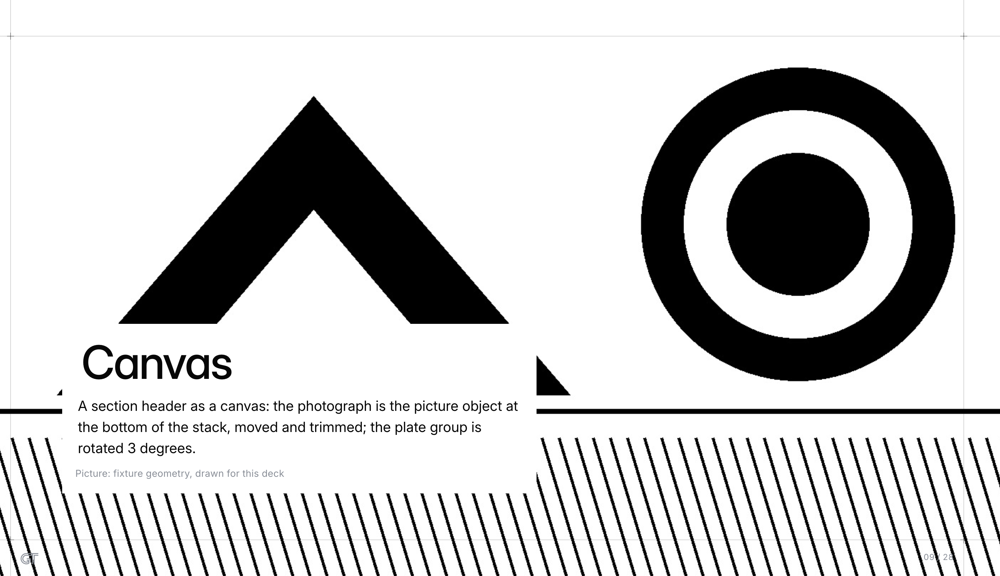 Canvas
A section header as a canvas: the photograph is the picture object at
the bottom of the stack, moved and trimmed; the plate group is
rotated 3 degrees.
Picture: fixture geometry, drawn for this deck
GT
09 / 28